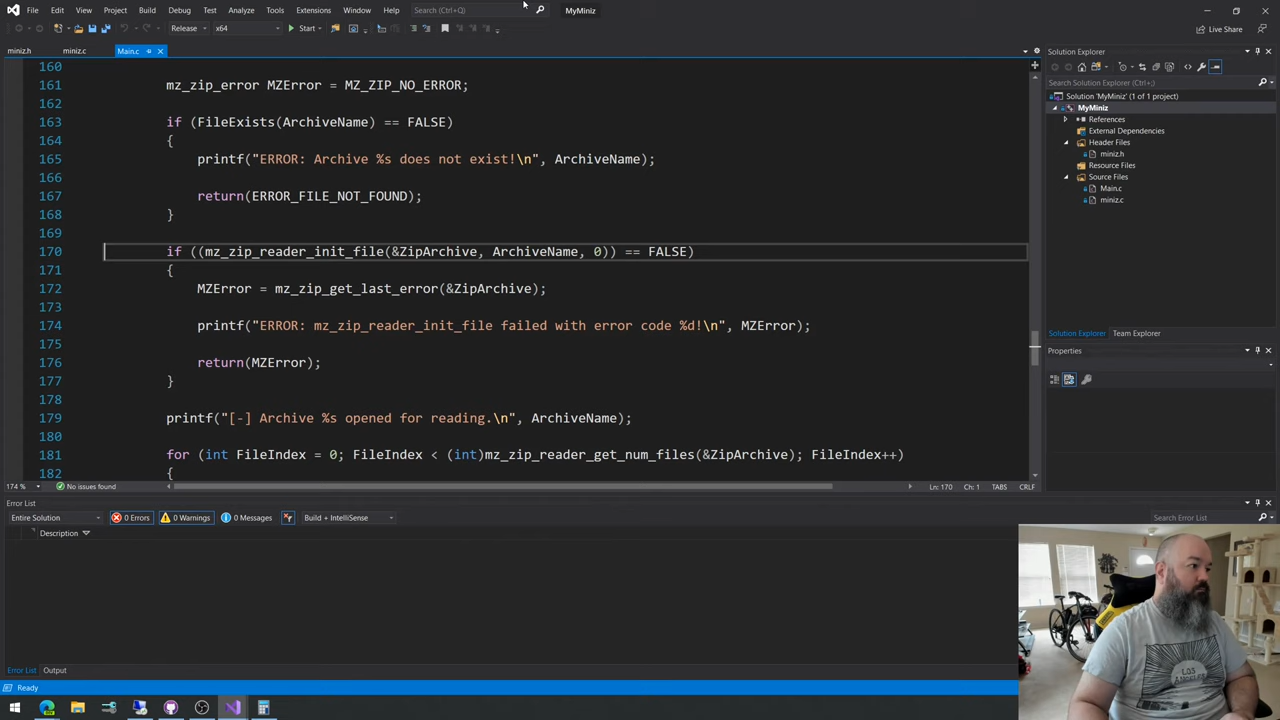 File Edit View Project Build Debug Test Analyze Tools Extensions Window Help Search (Ctrl+Q) MyMiniz
Release x64 Start Live Share
miniz.h miniz.c Main.c
160
161 mz_zip_error MZError = MZ_ZIP_NO_ERROR;
162
163 if (FileExists(ArchiveName) == FALSE)
164 {
165 printf("ERROR: Archive %s does not exist!\n", ArchiveName);
166
167 return(ERROR_FILE_NOT_FOUND);
168 }
169
170 if ((mz_zip_reader_init_file(&ZipArchive, ArchiveName, 0)) == FALSE)
171 {
172 MZError = mz_zip_get_last_error(&ZipArchive);
173
174 printf("ERROR: mz_zip_reader_init_file failed with error code %d!\n", MZError);
175
176 return(MZError);
177 }
178
179 printf("[-] Archive %s opened for reading.\n", ArchiveName);
180
181 for (int FileIndex = 0; FileIndex < (int)mz_zip_reader_get_num_files(&ZipArchive); FileIndex++)
182 {
174 % No issues found Ln: 170 Ch: 1 TABS CRLF
Solution Explorer
Search Solution Explorer (Ctrl+;)
Solution 'MyMiniz' (1 of 1 project)
MyMiniz
References
External Dependencies
Header Files
miniz.h
Resource Files
Source Files
Main.c
miniz.c
Solution Explorer Team Explorer
Properties
Error List
Entire Solution 0 Errors 0 Warnings 0 Messages Build + IntelliSense Search Error List
Description
Error List Output
Ready
LOS ANGELES